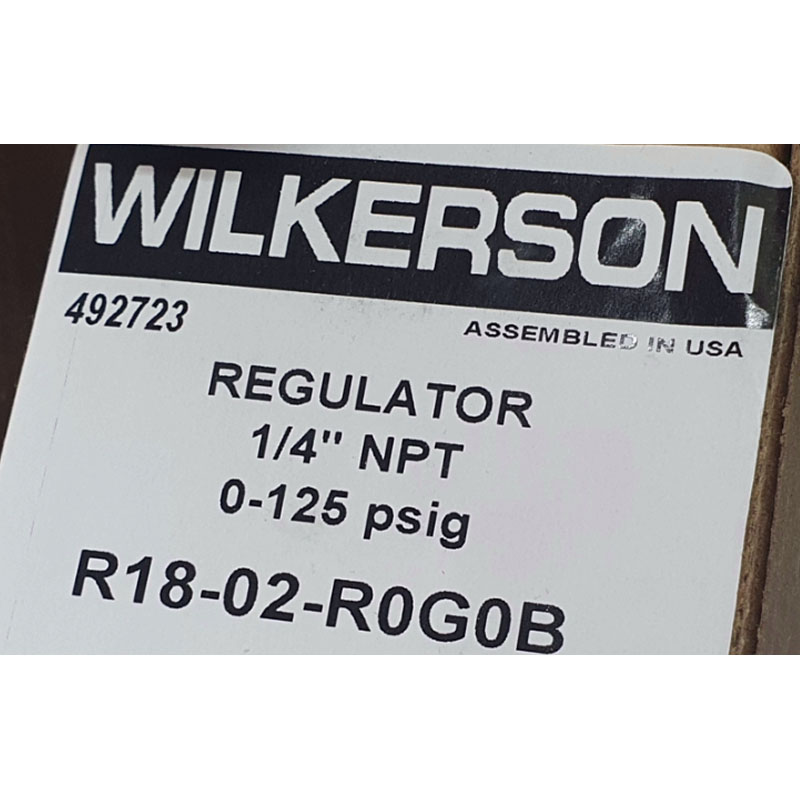 WILKERSON
492723
ASSEMBLED IN USA
REGULATOR
1/4" NPT
0-125 psig
R18-02-R0G0B